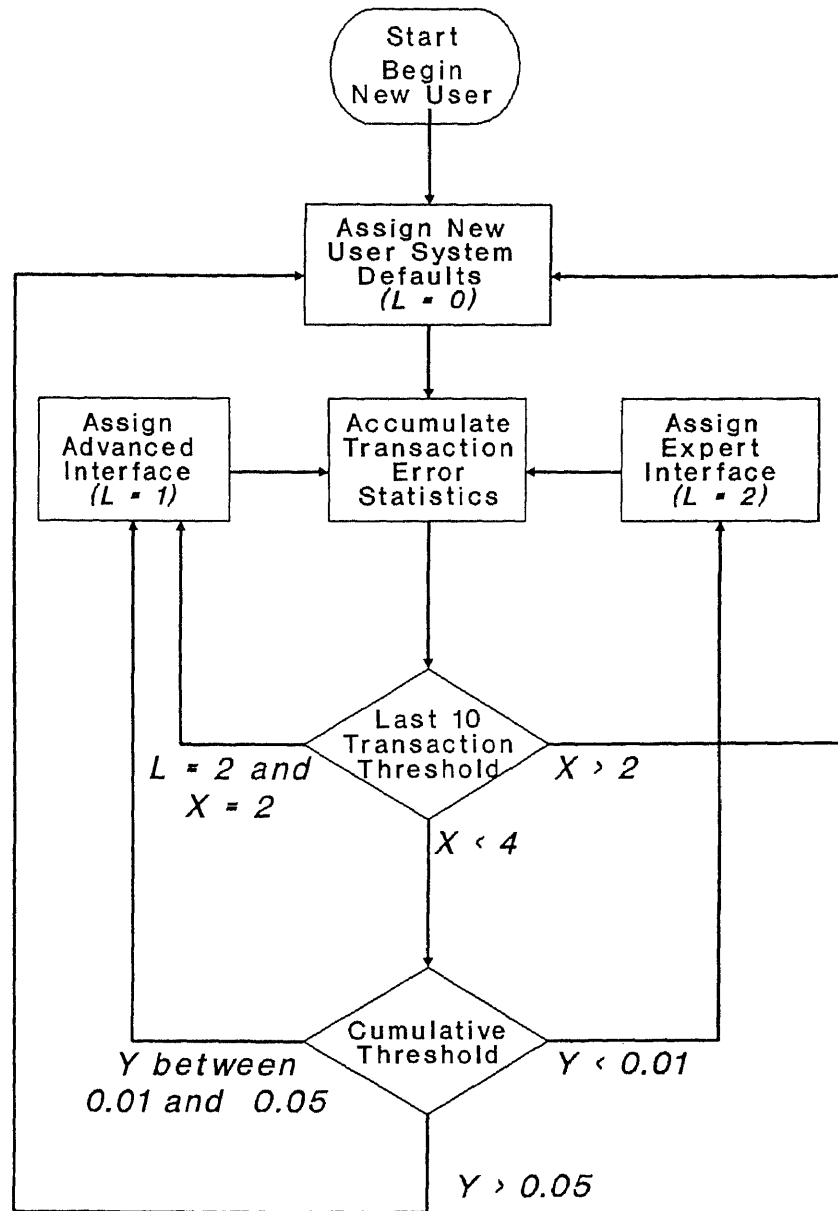 Start
Begin
New User
Assign New
User System
Defaults
(L = 0)
Assign
Advanced
Interface
(L = 1)
Accumulate
Transaction
Error
Statistics
Assign
Expert
Interface
(L = 2)
Last 10
Transaction
Threshold
L = 2 and
X = 2
X > 2
X < 4
Cumulative
Threshold
Y between
0.01 and 0.05
Y < 0.01
Y > 0.05